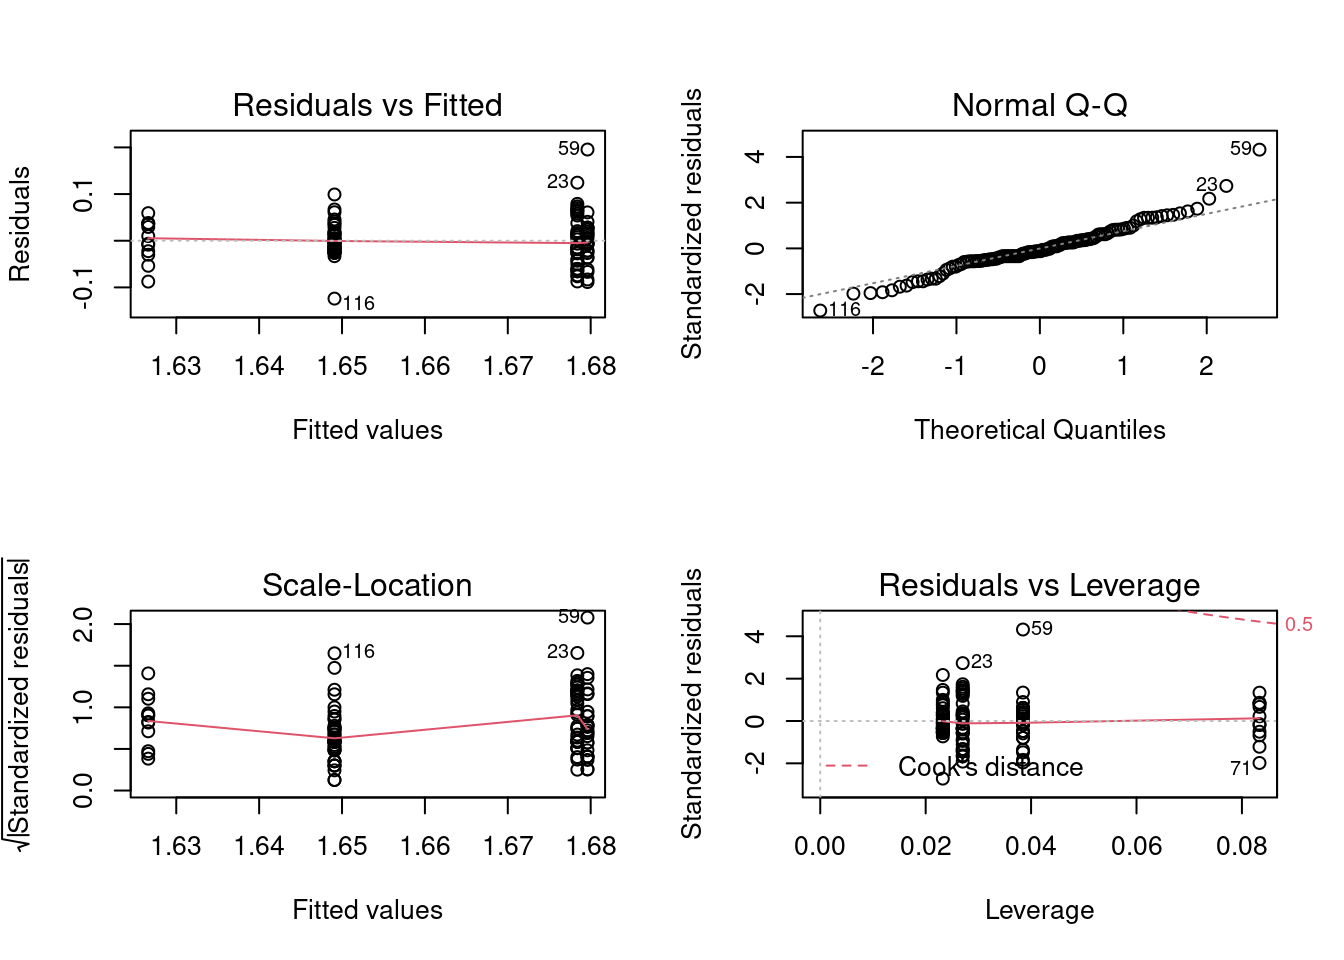 Residuals vs Fitted
Residuals
0.1
-0.1
59
23
116
1.63 1.64 1.65 1.66 1.67 1.68
Fitted values
Normal Q-Q
Standardized residuals
4
2
0
-2
59
23
116
-2 -1 0 1 2
Theoretical Quantiles
Scale-Location
√|Standardized residuals|
2.0
1.0
0.0
59
116
23
1.63 1.64 1.65 1.66 1.67 1.68
Fitted values
Residuals vs Leverage
Standardized residuals
4
2
0
-2
0.5
59
23
71
Cook's distance
0.00 0.02 0.04 0.06 0.08
Leverage